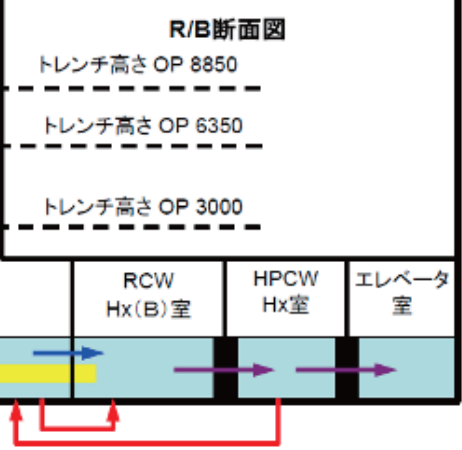 R/B断面図
トレンチ高さ OP 8850
トレンチ高さ OP 6350
トレンチ高さ OP 3000
RCW
Hx(B)室
HPCW
Hx室
エレベータ
室